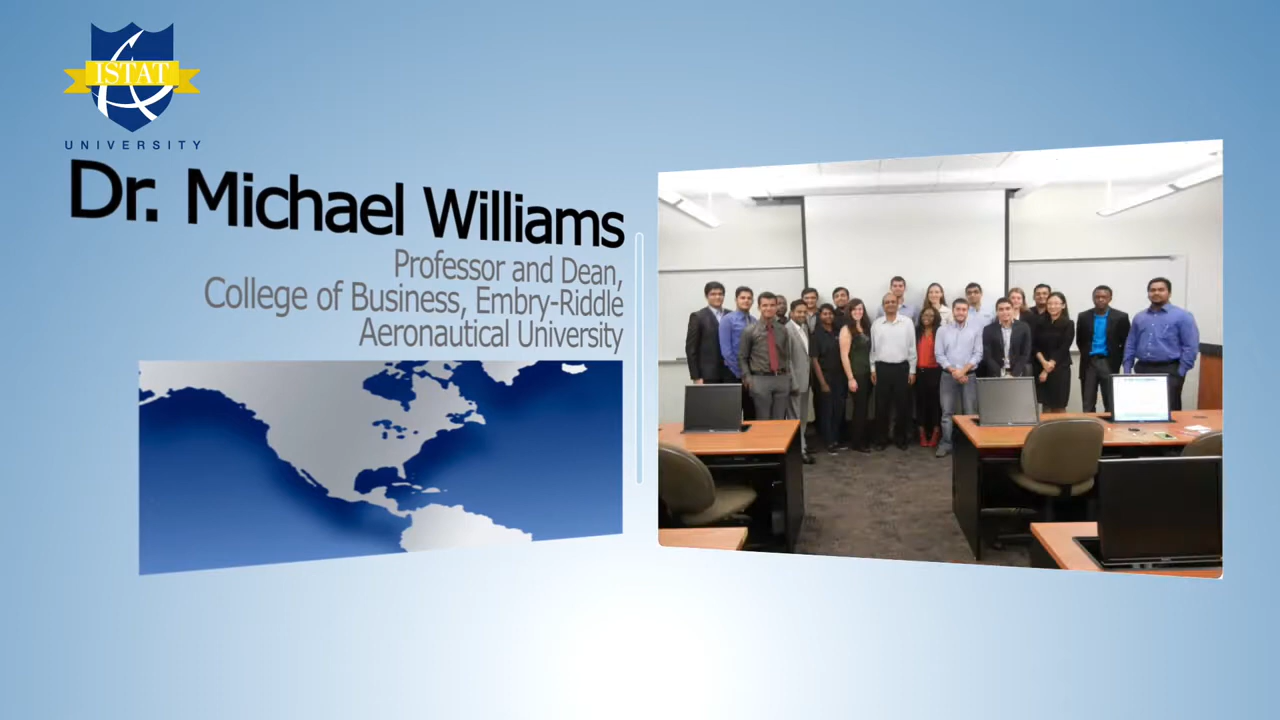 ISTAT
UNIVERSITY
Dr. Michael Williams
Professor and Dean,
College of Business, Embry-Riddle
Aeronautical University